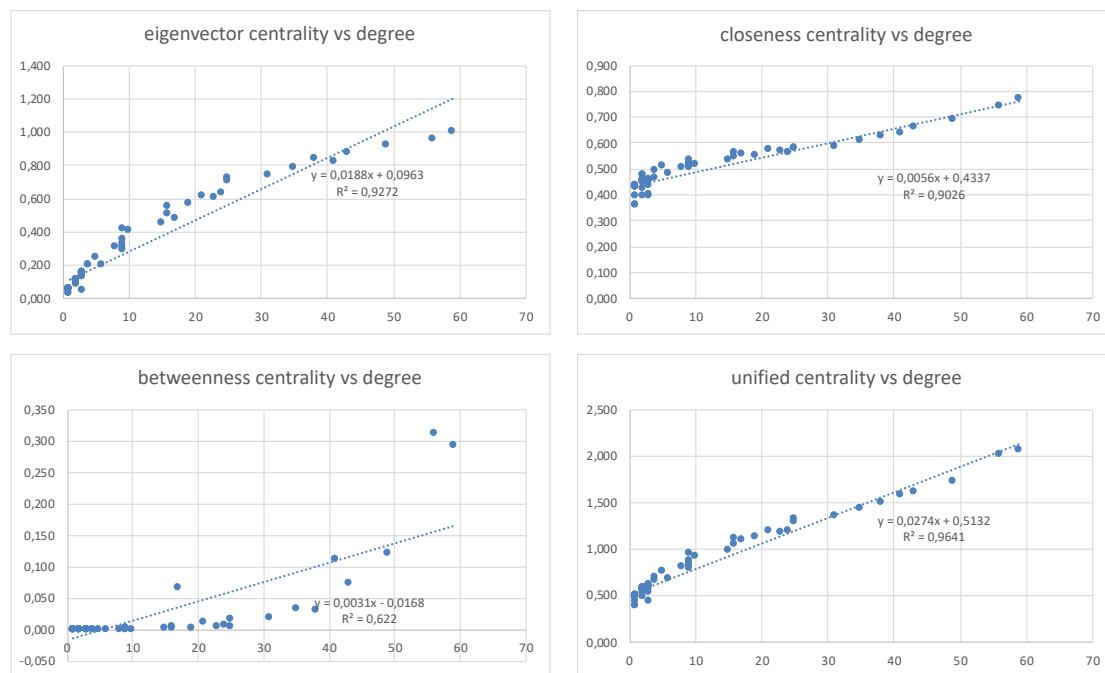 eigenvector centrality vs degree
1,400
1,200
1,000
0,800
0,600
0,400
0,200
0,000
y = 0,0188x + 0,0963
R² = 0,9272
0 10 20 30 40 50 60 70
closeness centrality vs degree
0,900
0,800
0,700
0,600
0,500
0,400
0,300
0,200
0,100
0,000
y = 0,0056x + 0,4337
R² = 0,9026
0 10 20 30 40 50 60 70
betweenness centrality vs degree
0,350
0,300
0,250
0,200
0,150
0,100
0,050
0,000
-0,050
y = 0,0031x - 0,0168
R² = 0,622
0 10 20 30 40 50 60 70
unified centrality vs degree
2,500
2,000
1,500
1,000
0,500
0,000
y = 0,0274x + 0,5132
R² = 0,9641
0 10 20 30 40 50 60 70